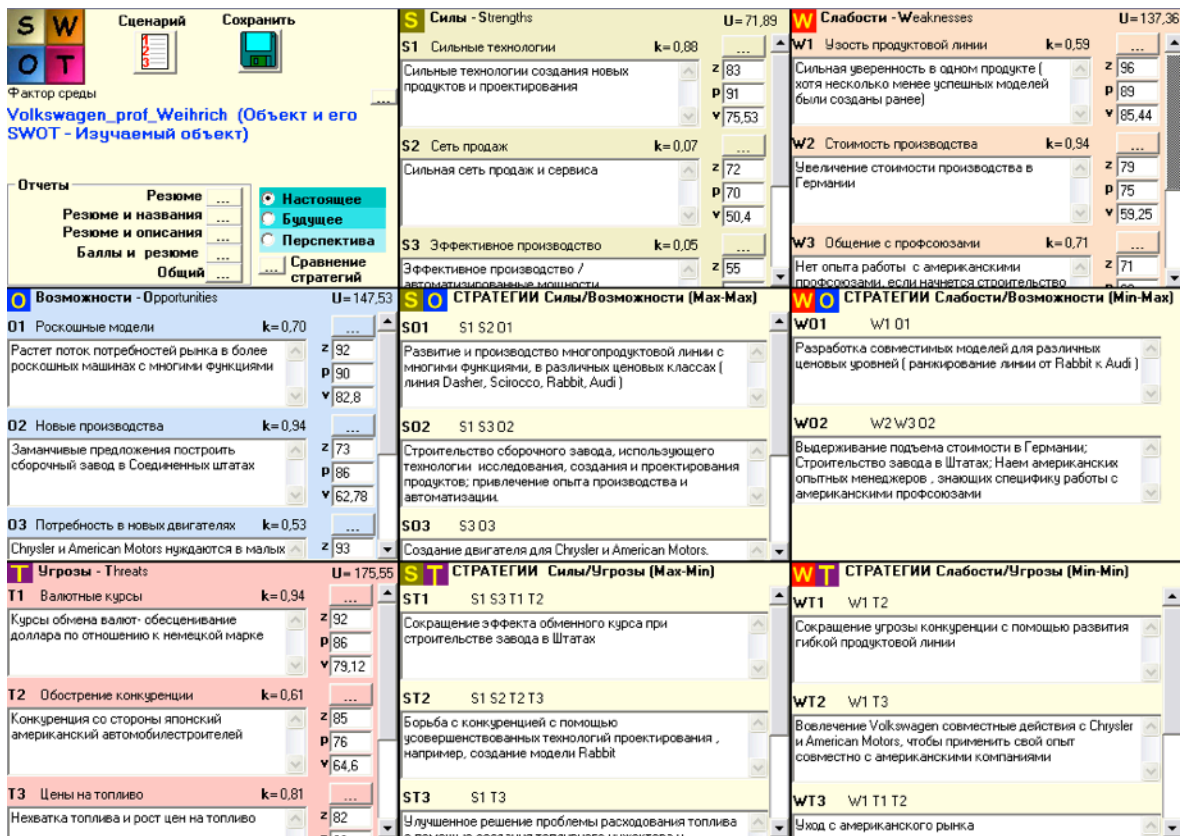 S W
O T
Сценарий
Сохранить
Фактор среды
...
Volkswagen_prof_Weihrich (Объект и его
SWOT - Изучаемый объект)
Отчеты
Резюме ...
Резюме и названия ...
Резюме и описания ...
Баллы и резюме ...
Общий ...
Настоящее
Будущее
Перспектива
... Сравнение
стратегий
S Силы - Strengths U= 71,89
S1 Сильные технологии k= 0,88 ...
Сильные технологии создания новых
продуктов и проектирования
z 83
p 91
v 75,53
S2 Сеть продаж k= 0,07 ...
Сильная сеть продаж и сервиса
z 72
p 70
v 50,4
S3 Эффективное производство k= 0,05 ...
Эффективное производство /
автоматизированные мощности
z 55
W Слабости - Weaknesses U= 137,36
W1 Узость продуктовой линии k= 0,59 ...
Сильная уверенность в одном продукте (
хотя несколько менее успешных моделей
были созданы ранее)
z 96
p 89
v 85,44
W2 Стоимость производства k= 0,94 ...
Увеличение стоимости производства в
Германии
z 79
p 75
v 59,25
W3 Общение с профсоюзами k= 0,71 ...
Нет опыта работы с американскими
профсоюзами, если начнется строительство
z 71
O Возможности - Opportunities U= 147,53
O1 Роскошные модели k= 0,70 ...
Растет поток потребностей рынка в более
роскошных машинах с многими функциями
z 92
p 90
v 82,8
O2 Новые производства k= 0,94 ...
Заманчивые предложения построить
сборочный завод в Соединенных штатах
z 73
p 86
v 62,78
O3 Потребность в новых двигателях k= 0,53 ...
Chrysler и American Motors нуждаются в малых
z 93
S O СТРАТЕГИИ Силы/Возможности (Max-Max)
SO1 S1 S2 O1
Развитие и производство многопродуктовой линии с
многими функциями, в различных ценовых классах (
линия Dasher, Scirocco, Rabbit, Audi )
SO2 S1 S3 O2
Строительство сборочного завода, использующего
технологии исследования, создания и проектирования
продуктов; привлечение опыта производства и
автоматизации.
SO3 S3 O3
Создание двигателя для Chrysler и American Motors.
W O СТРАТЕГИИ Слабости/Возможности (Min-Max)
WO1 W1 O1
Разработка совместимых моделей для различных
ценовых уровней ( ранжирование линии от Rabbit к Audi )
WO2 W2 W3 O2
Выдерживание подъема стоимости в Германии;
Строительство завода в Штатах; Наем американских
опытных менеджеров , знающих специфику работы с
американскими профсоюзами
T Угрозы - Threats U= 175,55
T1 Валютные курсы k= 0,94 ...
Курсы обмена валют- обесценивание
доллара по отношению к немецкой марке
z 92
p 86
v 79,12
T2 Обострение конкуренции k= 0,61 ...
Конкуренция со стороны японский
американский автомобилестроителей
z 85
p 76
v 64,6
T3 Цены на топливо k= 0,81 ...
Нехватка топлива и рост цен на топливо
z 82
S T СТРАТЕГИИ Силы/Угрозы (Max-Min)
ST1 S1 S3 T1 T2
Сокращение эффекта обменного курса при
строительстве завода в Штатах
ST2 S1 S2 T2 T3
Борьба с конкуренцией с помощью
усовершенствованных технологий проектирования ,
например, создание модели Rabbit
ST3 S1 T3
Улучшенное решение проблемы расходования топлива
W T СТРАТЕГИИ Слабости/Угрозы (Min-Min)
WT1 W1 T2
Сокращение угрозы конкуренции с помощью развития
гибкой продуктовой линии
WT2 W1 T3
Вовлечение Volkswagen совместные действия с Chrysler
и American Motors, чтобы применить свой опыт
совместно с американскими компаниями
WT3 W1 T1 T2
Уход с американского рынка